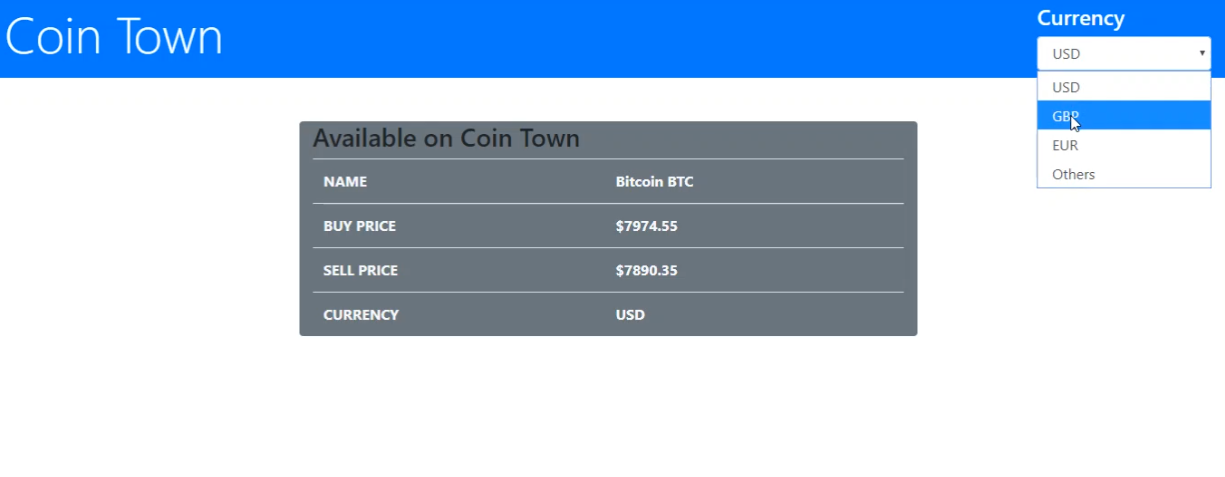 Coin Town
Currency
USD
USD
GBP
EUR
Others
Available on Coin Town
NAME Bitcoin BTC
BUY PRICE $7974.55
SELL PRICE $7890.35
CURRENCY USD